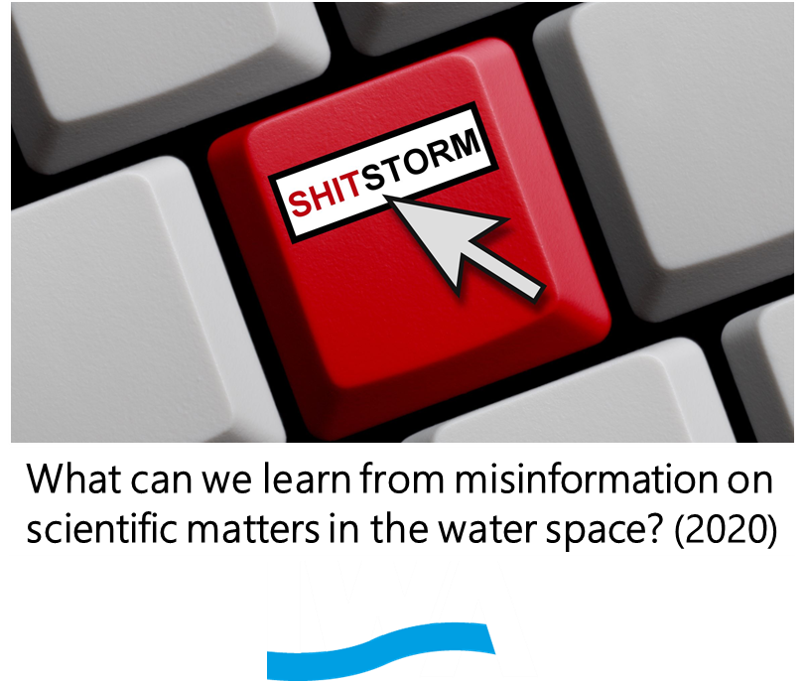 SHITSTORM
What can we learn from misinformation on
scientific matters in the water space? (2020)